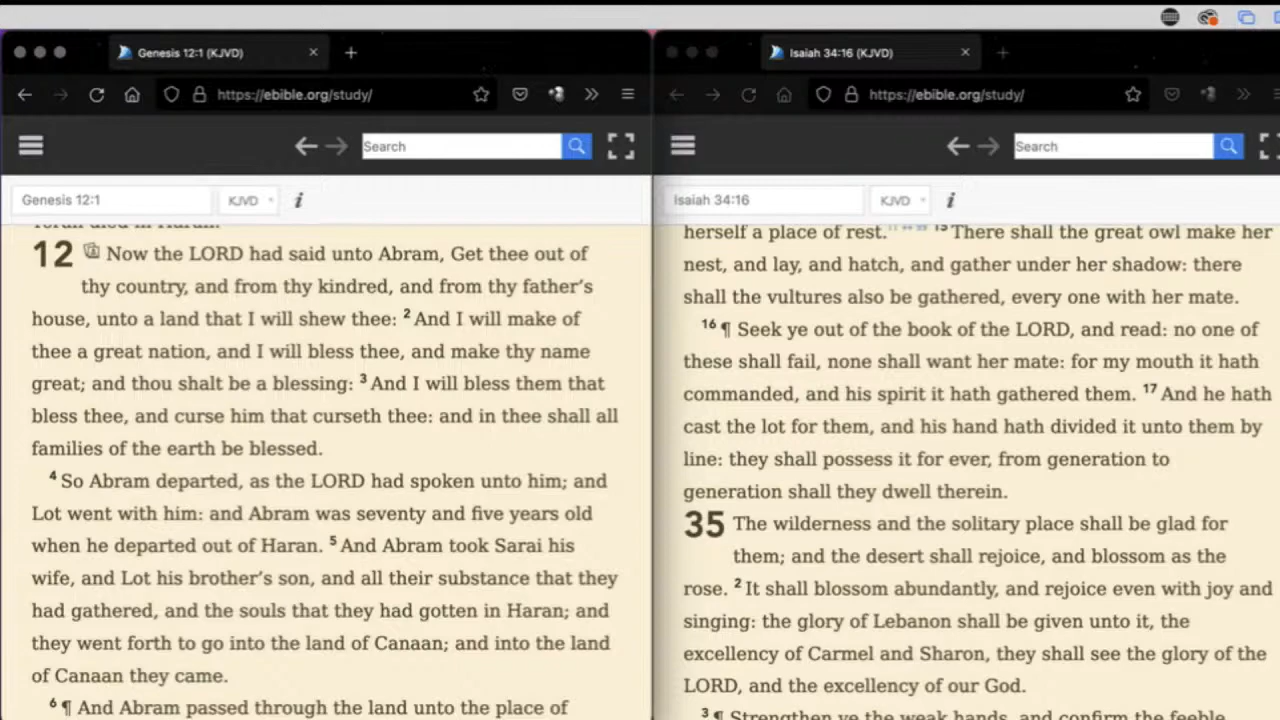 Genesis 12:1 (KJVD)
https://ebible.org/study/
Search
Genesis 12:1
KJVD
i
12 Now the LORD had said unto Abram, Get thee out of
thy country, and from thy kindred, and from thy father’s
house, unto a land that I will shew thee: 2 And I will make of
thee a great nation, and I will bless thee, and make thy name
great; and thou shalt be a blessing: 3 And I will bless them that
bless thee, and curse him that curseth thee: and in thee shall all
families of the earth be blessed.
4 So Abram departed, as the LORD had spoken unto him; and
Lot went with him: and Abram was seventy and five years old
when he departed out of Haran. 5 And Abram took Sarai his
wife, and Lot his brother’s son, and all their substance that they
had gathered, and the souls that they had gotten in Haran; and
they went forth to go into the land of Canaan; and into the land
of Canaan they came.
6 ¶ And Abram passed through the land unto the place of
Isaiah 34:16 (KJVD)
https://ebible.org/study/
Search
Isaiah 34:16
KJVD
i
herself a place of rest. 15 There shall the great owl make her
nest, and lay, and hatch, and gather under her shadow: there
shall the vultures also be gathered, every one with her mate.
16 ¶ Seek ye out of the book of the LORD, and read: no one of
these shall fail, none shall want her mate: for my mouth it hath
commanded, and his spirit it hath gathered them. 17 And he hath
cast the lot for them, and his hand hath divided it unto them by
line: they shall possess it for ever, from generation to
generation shall they dwell therein.
35 The wilderness and the solitary place shall be glad for
them; and the desert shall rejoice, and blossom as the
rose. 2 It shall blossom abundantly, and rejoice even with joy and
singing: the glory of Lebanon shall be given unto it, the
excellency of Carmel and Sharon, they shall see the glory of the
LORD, and the excellency of our God.
3 ¶ Strengthen ye the weak hands, and confirm the feeble